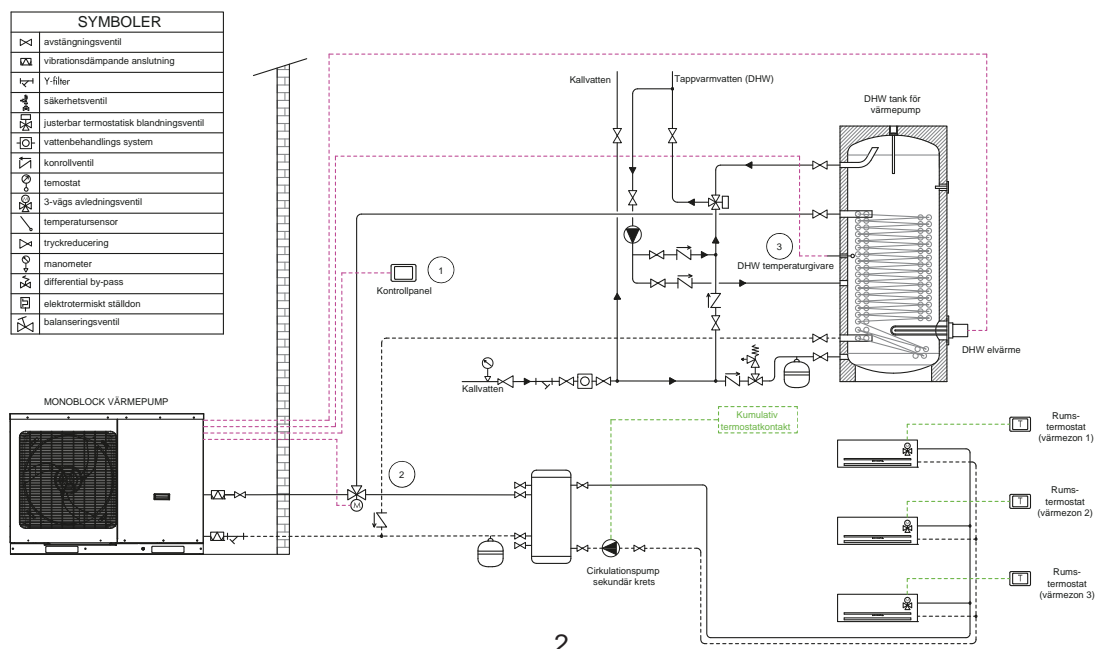 SYMBOLER
avstängningsventil
vibrationsdämpande anslutning
Y-filter
säkerhetsventil
justerbar termostatisk blandningsventil
vattenbehandlings system
konrollventil
temostat
3-vägs avledningsventil
temperatursensor
tryckreducering
manometer
differential by-pass
elektrotermiskt ställdon
balanseringsventil
Kallvatten
Tappvarmvatten (DHW)
DHW tank för
värmepump
3
DHW temperaturgivare
1
Kontrollpanel
DHW elvärme
Kallvatten
MONOBLOCK VÄRMEPUMP
Kumulativ
termostatkontakt
2
M
Cirkulationspump
sekundär krets
T
Rums-
termostat
(värmezon 1)
T
Rums-
termostat
(värmezon 2)
T
Rums-
termostat
(värmezon 3)
2